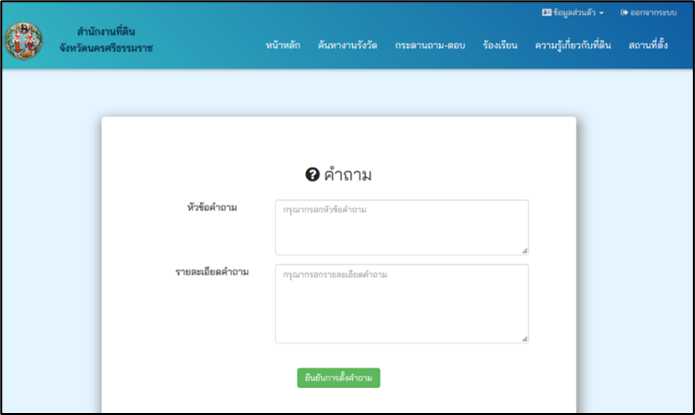 ข้อมูลส่วนตัว ออกจากระบบ
สำนักงานที่ดิน
จังหวัดนครศรีธรรมราช
หน้าหลัก ค้นหางานรังวัด กระดานถาม-ตอบ ร้องเรียน ความรู้เกี่ยวกับที่ดิน สถานที่ตั้ง
คำถาม
หัวข้อคำถาม
กรุณากรอกหัวข้อคำถาม
รายละเอียดคำถาม
กรุณากรอกรายละเอียดคำถาม
ยืนยันการตั้งคำถาม